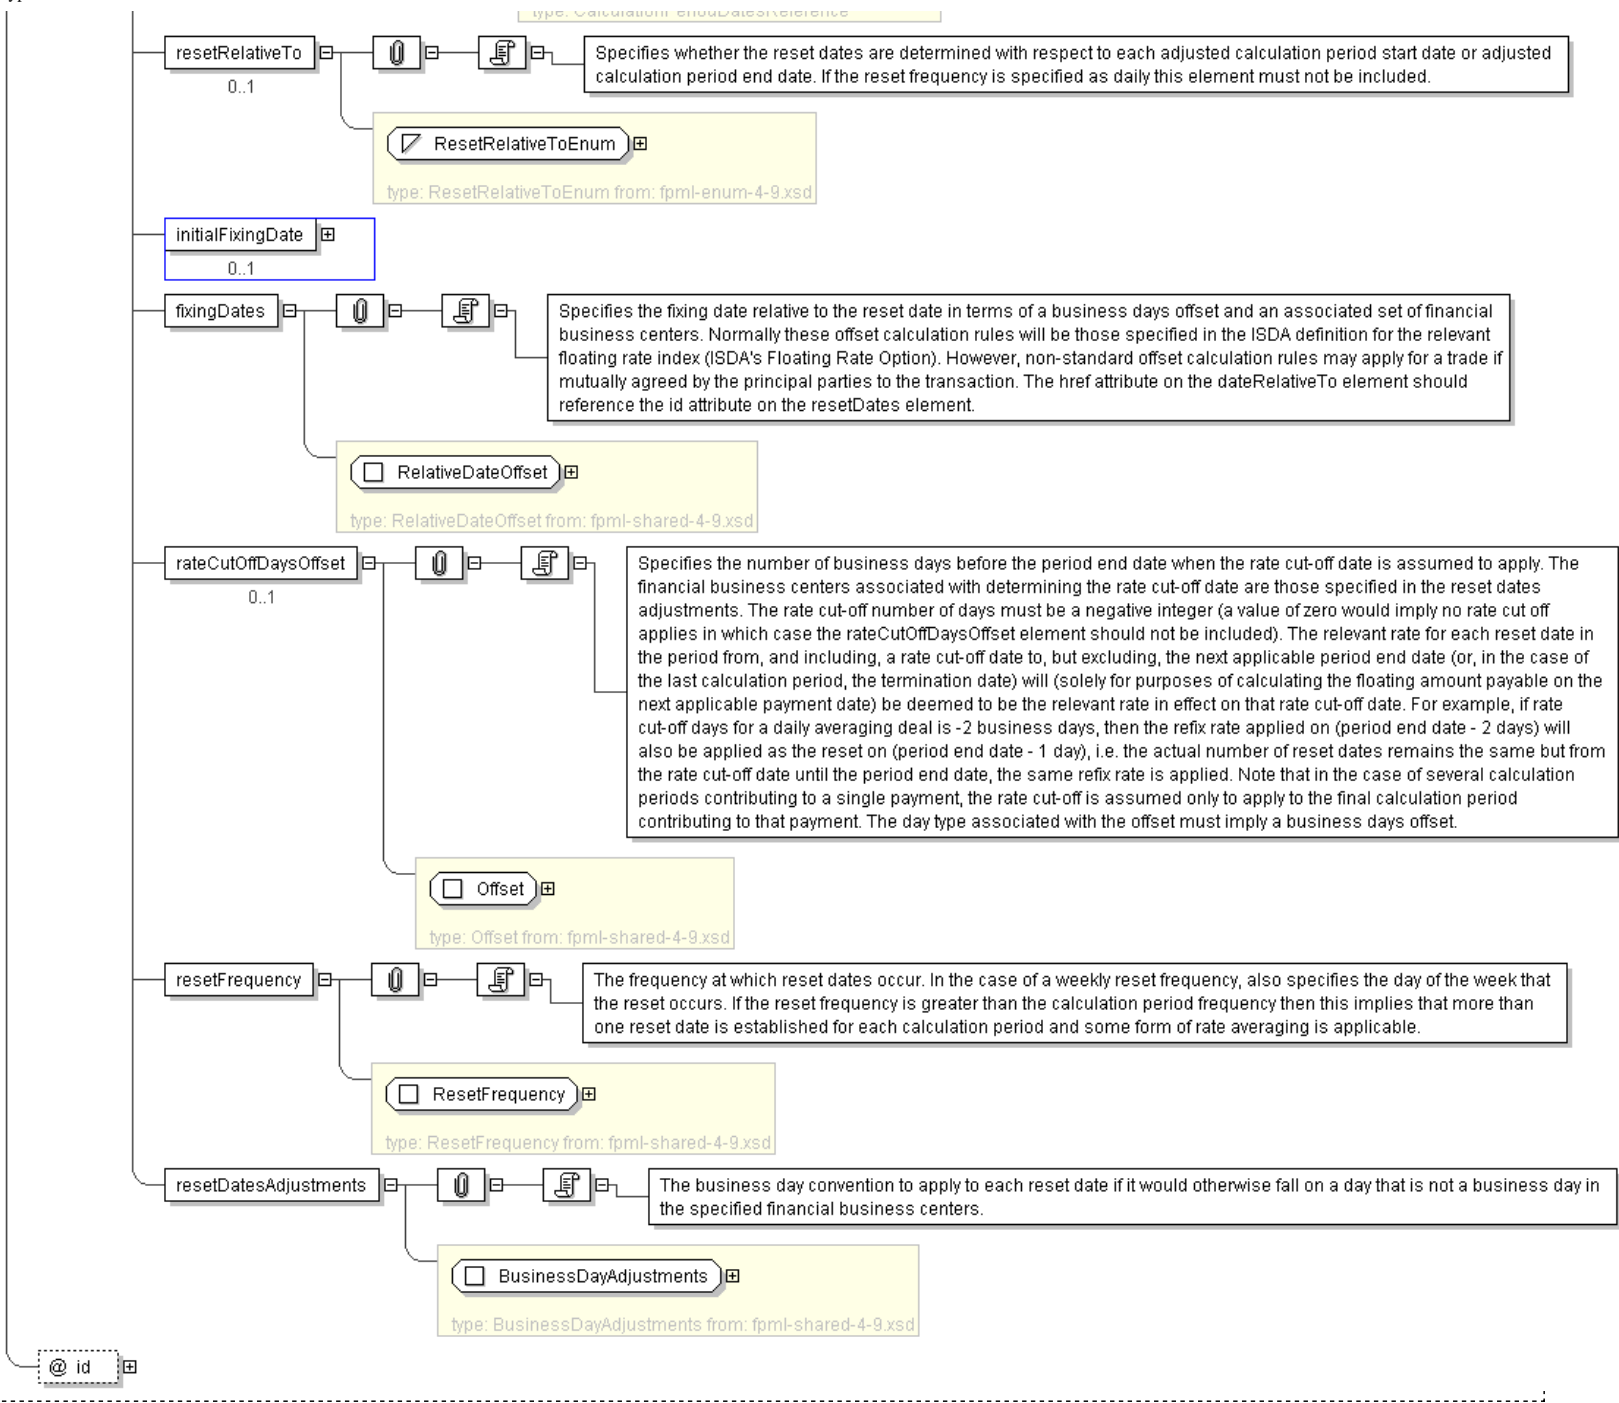 type: CalculationPeriodDatesReference
resetRelativeTo
Specifies whether the reset dates are determined with respect to each adjusted calculation period start date or adjusted
calculation period end date. If the reset frequency is specified as daily this element must not be included.
0..1
ResetRelativeToEnum
type: ResetRelativeToEnum from: fpml-enum-4-9.xsd
initialFixingDate
0..1
fixingDates
Specifies the fixing date relative to the reset date in terms of a business days offset and an associated set of financial
business centers. Normally these offset calculation rules will be those specified in the ISDA definition for the relevant
floating rate index (ISDA's Floating Rate Option). However, non-standard offset calculation rules may apply for a trade if
mutually agreed by the principal parties to the transaction. The href attribute on the dateRelativeTo element should
reference the id attribute on the resetDates element.
RelativeDateOffset
type: RelativeDateOffset from: fpml-shared-4-9.xsd
rateCutOffDaysOffset
0..1
Specifies the number of business days before the period end date when the rate cut-off date is assumed to apply. The
financial business centers associated with determining the rate cut-off date are those specified in the reset dates
adjustments. The rate cut-off number of days must be a negative integer (a value of zero would imply no rate cut off
applies in which case the rateCutOffDaysOffset element should not be included). The relevant rate for each reset date in
the period from, and including, a rate cut-off date to, but excluding, the next applicable period end date (or, in the case of
the last calculation period, the termination date) will (solely for purposes of calculating the floating amount payable on the
next applicable payment date) be deemed to be the relevant rate in effect on that rate cut-off date. For example, if rate
cut-off days for a daily averaging deal is -2 business days, then the refix rate applied on (period end date - 2 days) will
also be applied as the reset on (period end date - 1 day), i.e. the actual number of reset dates remains the same but from
the rate cut-off date until the period end date, the same refix rate is applied. Note that in the case of several calculation
periods contributing to a single payment, the rate cut-off is assumed only to apply to the final calculation period
contributing to that payment. The day type associated with the offset must imply a business days offset.
Offset
type: Offset from: fpml-shared-4-9.xsd
resetFrequency
The frequency at which reset dates occur. In the case of a weekly reset frequency, also specifies the day of the week that
the reset occurs. If the reset frequency is greater than the calculation period frequency then this implies that more than
one reset date is established for each calculation period and some form of rate averaging is applicable.
ResetFrequency
type: ResetFrequency from: fpml-shared-4-9.xsd
resetDatesAdjustments
The business day convention to apply to each reset date if it would otherwise fall on a day that is not a business day in
the specified financial business centers.
BusinessDayAdjustments
type: BusinessDayAdjustments from: fpml-shared-4-9.xsd
@ id